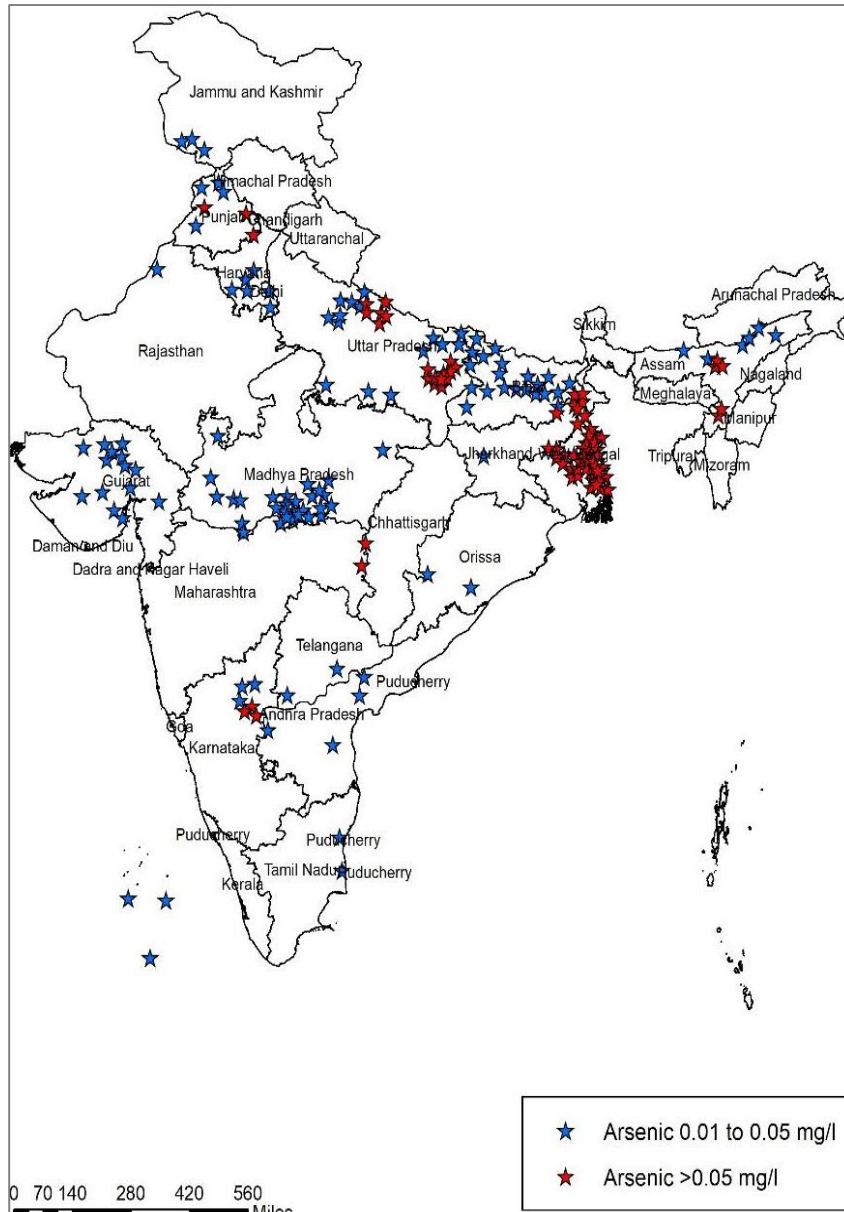 Jammu and Kashmir
Himachal Pradesh
Punjab
Chandigarh
Uttaranchal
Haryana
Delhi
Arunachal Pradesh
Sikkim
Rajasthan
Uttar Pradesh
Assam
Nagaland
Bihar
Meghalaya
Manipur
Jharkhand
West Bengal
Tripura
Mizoram
Gujarat
Madhya Pradesh
Chhattisgarh
Daman and Diu
Orissa
Dadra and Nagar Haveli
Maharashtra
Telangana
Puducherry
Andhra Pradesh
Goa
Karnataka
Puducherry
Puducherry
Tamil Nadu
Puducherry
Kerala
Arsenic 0.01 to 0.05 mg/l
Arsenic >0.05 mg/l
0 70 140 280 420 560
Miles